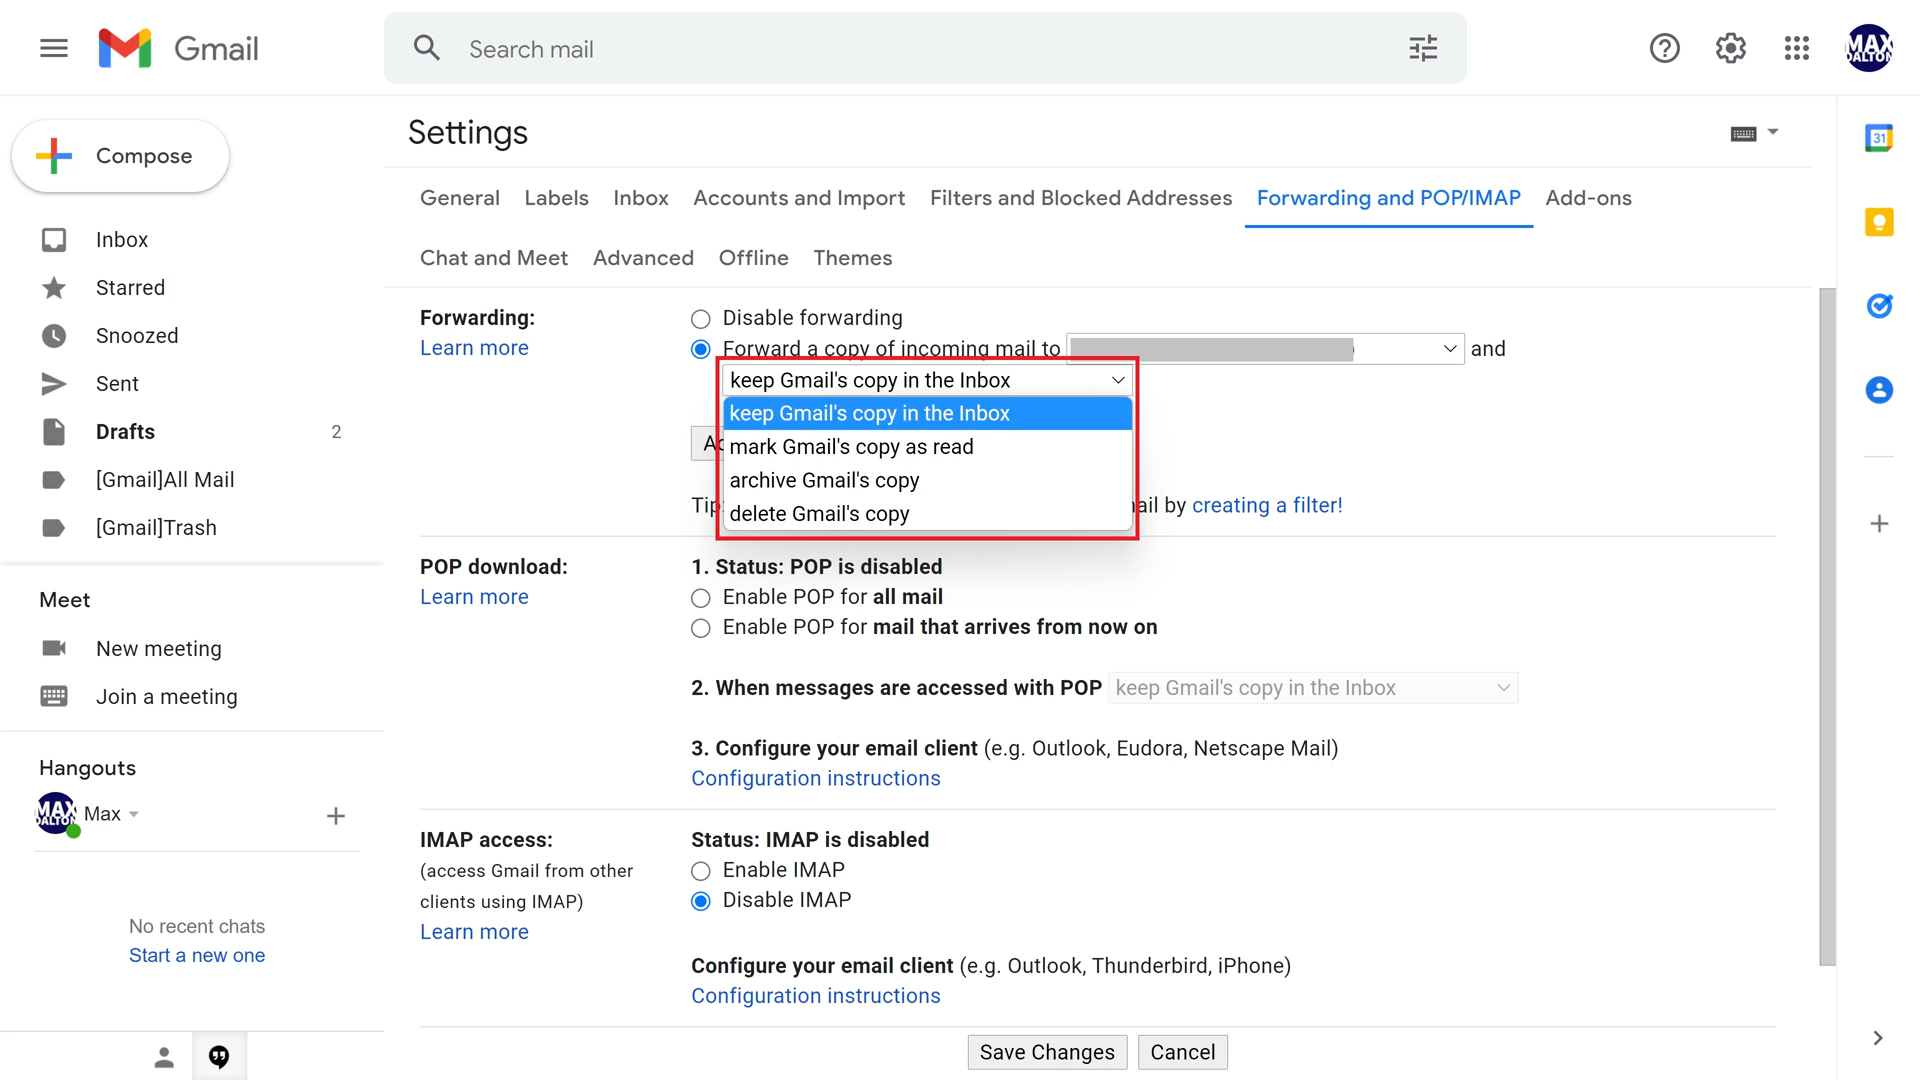 Gmail
Search mail
MAX
DALTON
Compose
Inbox
Starred
Snoozed
Sent
Drafts 2
[Gmail]All Mail
[Gmail]Trash
Meet
New meeting
Join a meeting
Hangouts
MAX
DALTON
Max
No recent chats
Start a new one
Settings
General Labels Inbox Accounts and Import Filters and Blocked Addresses Forwarding and POP/IMAP Add-ons
Chat and Meet Advanced Offline Themes
Forwarding:
Learn more
Disable forwarding
Forward a copy of incoming mail to and
keep Gmail's copy in the Inbox
keep Gmail's copy in the Inbox
mark Gmail's copy as read
archive Gmail's copy
delete Gmail's copy
by creating a filter!
POP download:
Learn more
1. Status: POP is disabled
Enable POP for all mail
Enable POP for mail that arrives from now on
2. When messages are accessed with POP keep Gmail's copy in the Inbox
3. Configure your email client (e.g. Outlook, Eudora, Netscape Mail)
Configuration instructions
IMAP access:
(access Gmail from other
clients using IMAP)
Learn more
Status: IMAP is disabled
Enable IMAP
Disable IMAP
Configure your email client (e.g. Outlook, Thunderbird, iPhone)
Configuration instructions
Save Changes Cancel
31